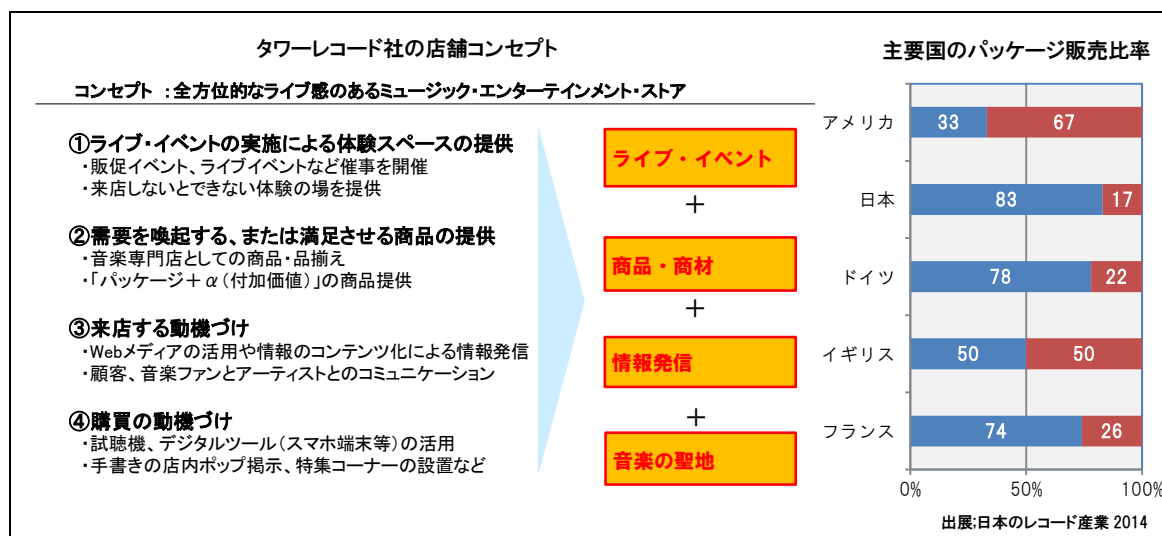 タワーレコード社の店舗コンセプト
コンセプト ：全方位的なライブ感のあるミュージック・エンターテインメント・ストア
①ライブ・イベントの実施による体験スペースの提供
・販促イベント、ライブイベントなど催事を開催
・来店しないとできない体験の場を提供
②需要を喚起する、または満足させる商品の提供
・音楽専門店としての商品・品揃え
・「パッケージ＋α（付加価値）」の商品提供
③来店する動機づけ
・Webメディアの活用や情報のコンテンツ化による情報発信
・顧客、音楽ファンとアーティストとのコミュニケーション
④購買の動機づけ
・試聴機、デジタルツール（スマホ端末等）の活用
・手書きの店内ポップ掲示、特集コーナーの設置など
ライブ・イベント
＋
商品・商材
＋
情報発信
＋
音楽の聖地
主要国のパッケージ販売比率
アメリカ 33 67
日本 83 17
ドイツ 78 22
イギリス 50 50
フランス 74 26
0% 50% 100%
出展;日本のレコード産業 2014